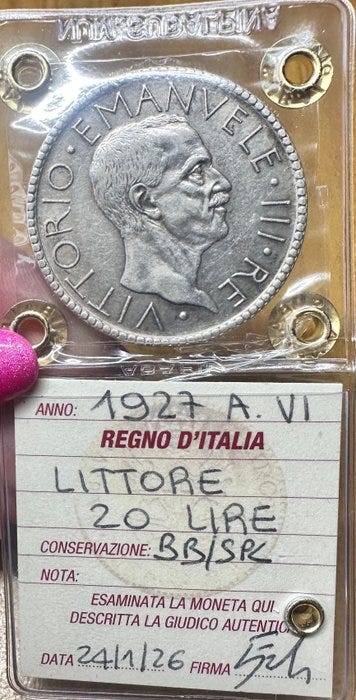 VITTORIO · EMANVELE · III · RE ·
ANNO: 1927 A. VI
REGNO D'ITALIA
LITTORE
20 LIRE
CONSERVAZIONE: BB/SPL
NOTA:
ESAMINATA LA MONETA QUI
DESCRITTA LA GIUDICO AUTENTIC
DATA 24/1/26 FIRMA